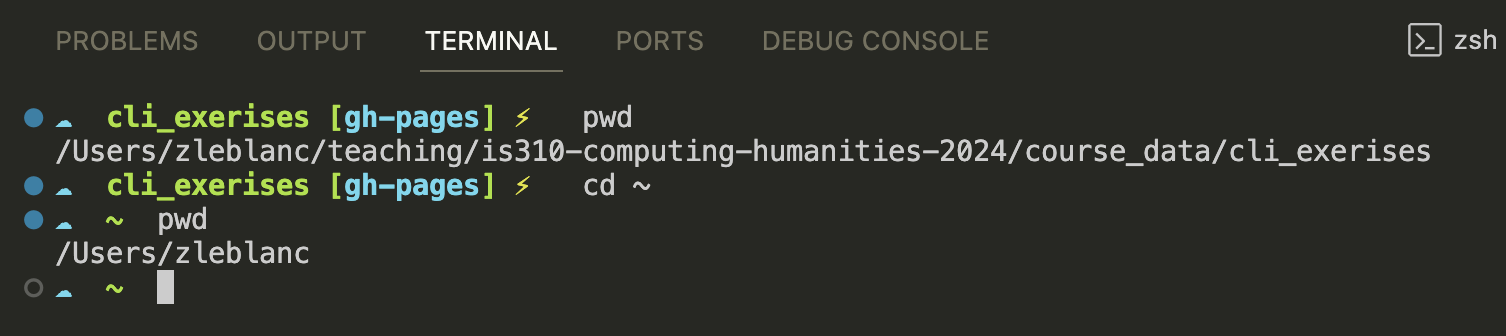 PROBLEMS OUTPUT TERMINAL PORTS DEBUG CONSOLE zsh
cli_exerises [gh-pages] ⚡ pwd
/Users/zleblanc/teaching/is310-computing-humanities-2024/course_data/cli_exerises
cli_exerises [gh-pages] ⚡ cd ~
~ pwd
/Users/zleblanc
~